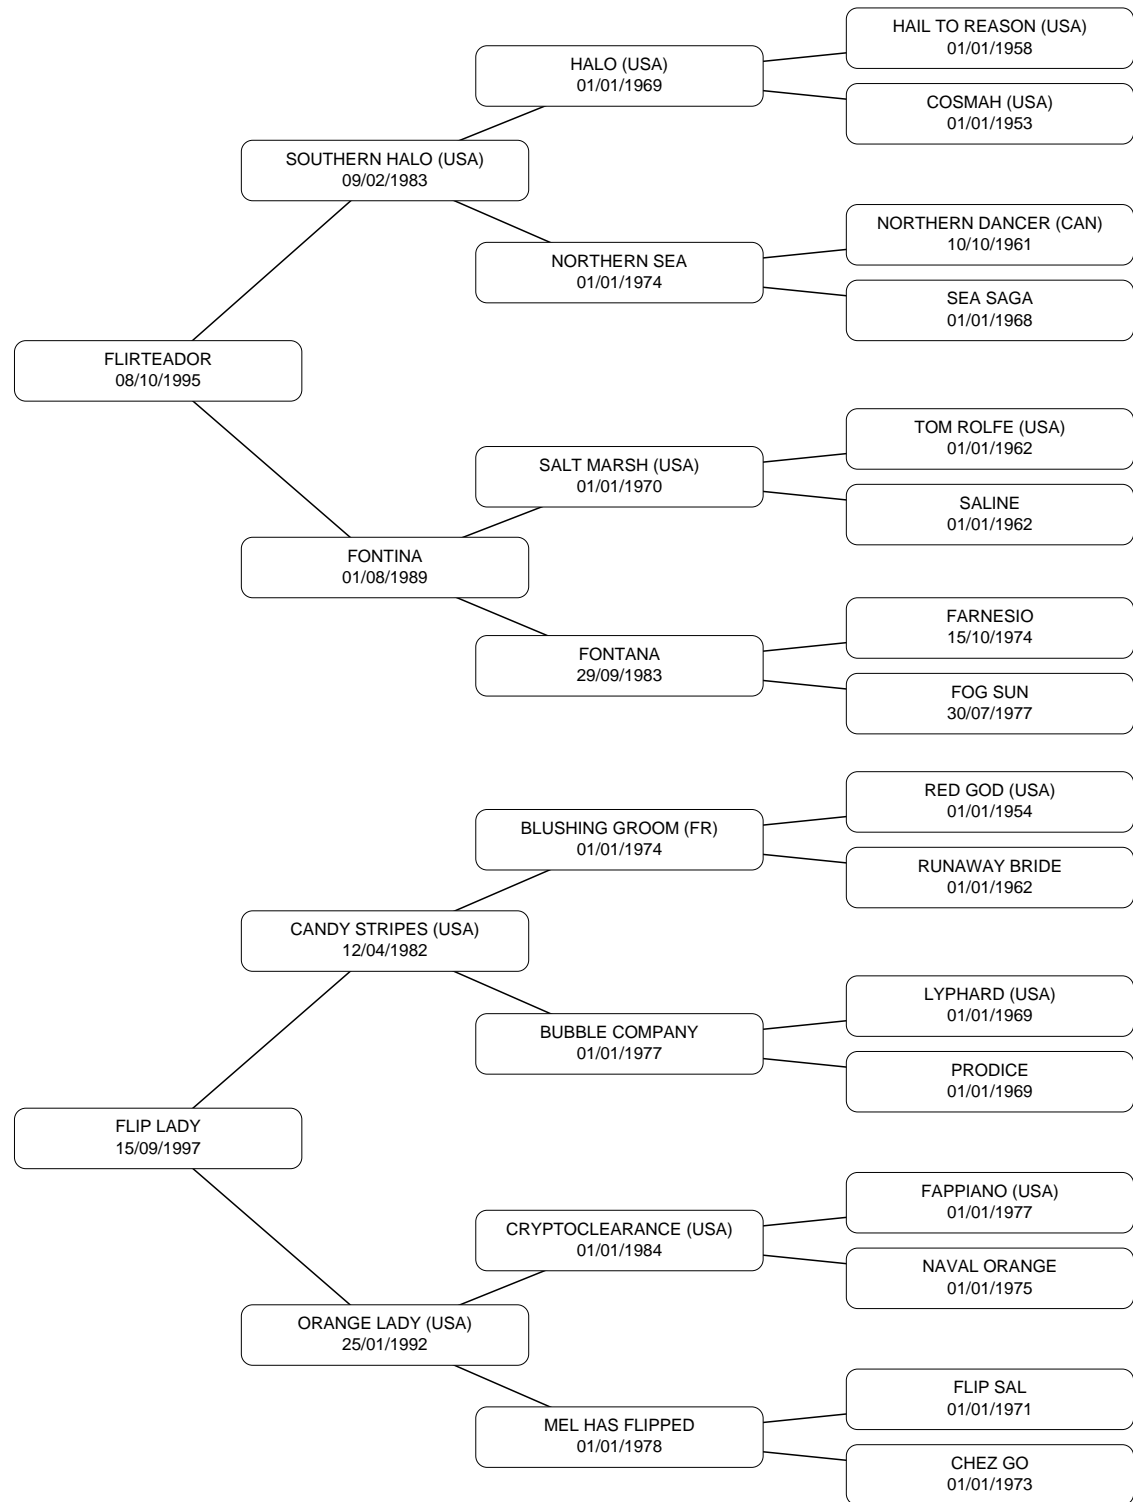 HAIL TO REASON (USA)
01/01/1958
HALO (USA)
01/01/1969
COSMAH (USA)
01/01/1953
SOUTHERN HALO (USA)
09/02/1983
NORTHERN DANCER (CAN)
10/10/1961
NORTHERN SEA
01/01/1974
SEA SAGA
01/01/1968
FLIRTEADOR
08/10/1995
TOM ROLFE (USA)
01/01/1962
SALT MARSH (USA)
01/01/1970
SALINE
01/01/1962
FONTINA
01/08/1989
FARNESIO
15/10/1974
FONTANA
29/09/1983
FOG SUN
30/07/1977
RED GOD (USA)
01/01/1954
BLUSHING GROOM (FR)
01/01/1974
RUNAWAY BRIDE
01/01/1962
CANDY STRIPES (USA)
12/04/1982
LYPHARD (USA)
01/01/1969
BUBBLE COMPANY
01/01/1977
PRODICE
01/01/1969
FLIP LADY
15/09/1997
FAPPIANO (USA)
01/01/1977
CRYPTOCLEARANCE (USA)
01/01/1984
NAVAL ORANGE
01/01/1975
ORANGE LADY (USA)
25/01/1992
FLIP SAL
01/01/1971
MEL HAS FLIPPED
01/01/1978
CHEZ GO
01/01/1973